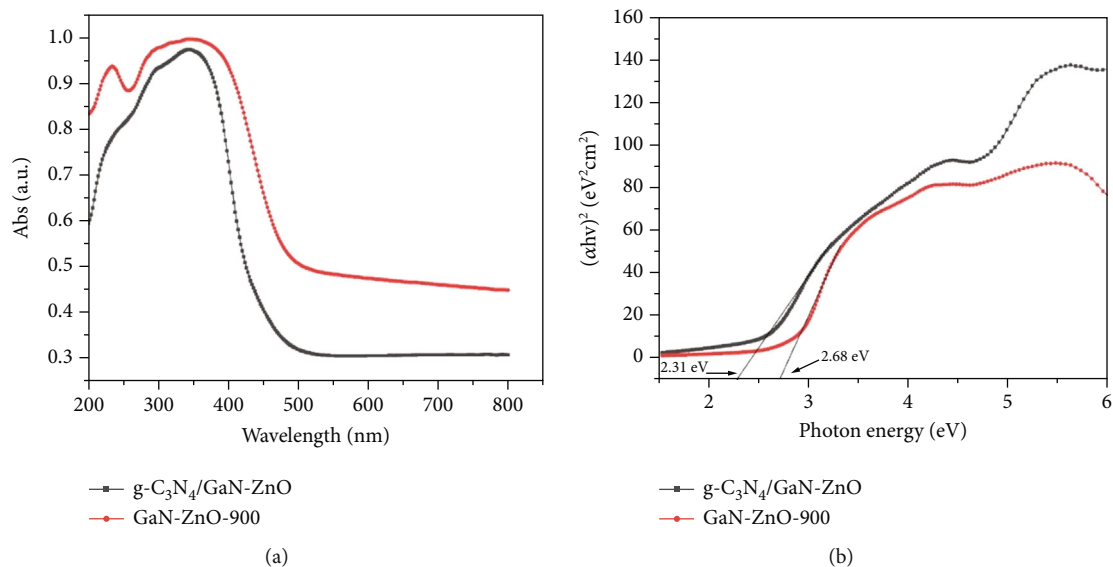 Abs (a.u.)
1.0
0.9
0.8
0.7
0.6
0.5
0.4
0.3
200 300 400 500 600 700 800
Wavelength (nm)
g-C₃N₄/GaN-ZnO
GaN-ZnO-900
(a)
(αhv)² (eV²cm²)
160
140
120
100
80
60
40
20
0
2.31 eV
2.68 eV
2 3 4 5 6
Photon energy (eV)
g-C₃N₄/GaN-ZnO
GaN-ZnO-900
(b)